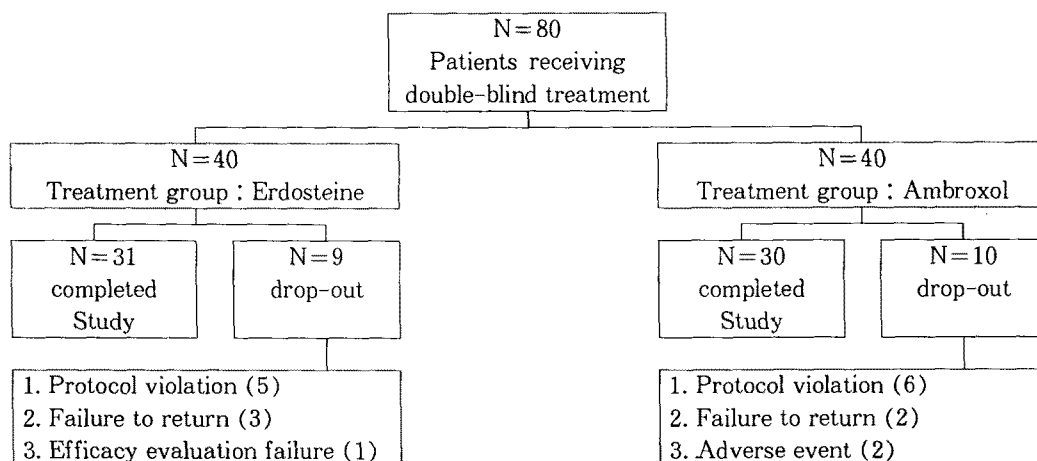 N=80
Patients receiving
double-blind treatment
N=40
Treatment group : Erdosteine
N=40
Treatment group : Ambroxol
N=31
completed
Study
N=9
drop-out
N=30
completed
Study
N=10
drop-out
1. Protocol violation (5)
2. Failure to return (3)
3. Efficacy evaluation failure (1)
1. Protocol violation (6)
2. Failure to return (2)
3. Adverse event (2)